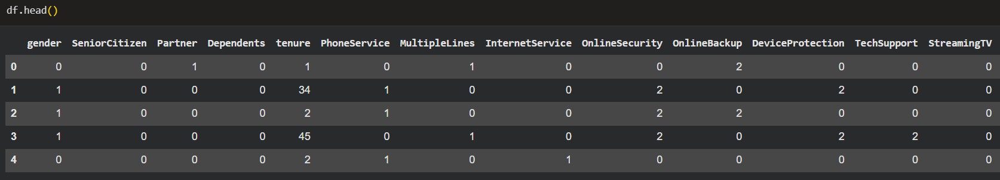 df.head()
gender SeniorCitizen Partner Dependents tenure PhoneService MultipleLines InternetService OnlineSecurity OnlineBackup DeviceProtection TechSupport StreamingTV
0 0 0 1 0 1 0 1 0 0 2 0 0 0
1 1 0 0 0 34 1 0 0 2 0 2 0 0
2 1 0 0 0 2 1 0 0 2 2 0 0 0
3 1 0 0 0 45 0 1 0 2 0 2 2 0
4 0 0 0 0 2 1 0 1 0 0 0 0 0